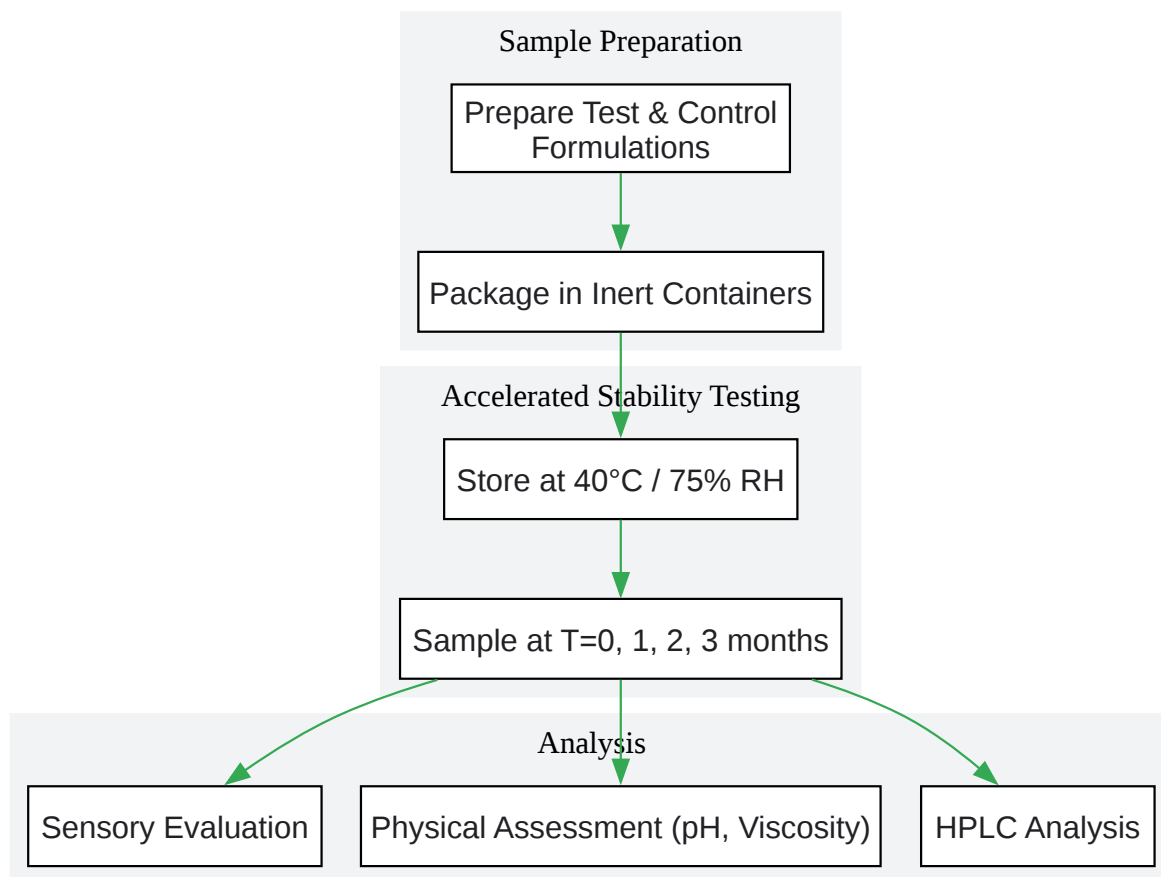 Sample Preparation
Prepare Test & Control
Formulations
Package in Inert Containers
Accelerated Stability Testing
Store at 40°C / 75% RH
Sample at T=0, 1, 2, 3 months
Analysis
Sensory Evaluation
Physical Assessment (pH, Viscosity)
HPLC Analysis